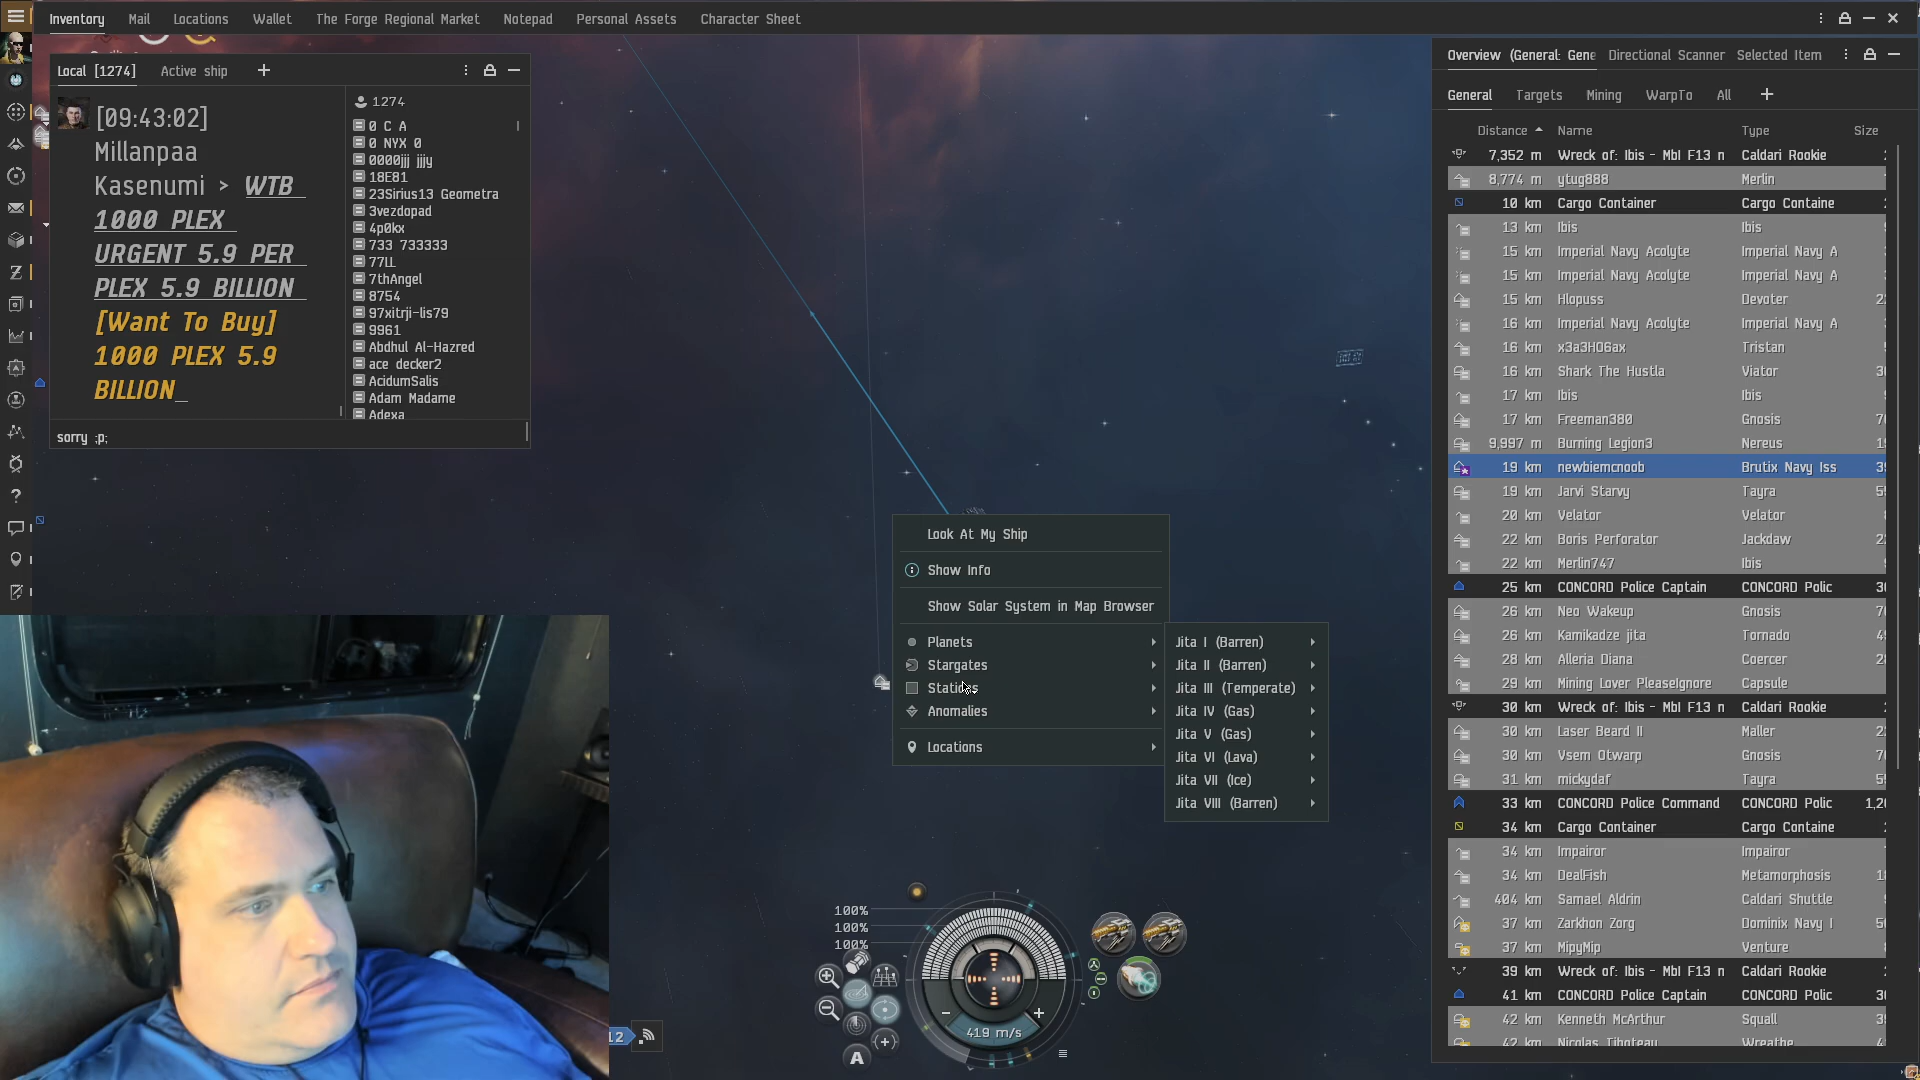 Inventory Mail Locations Wallet The Forge Regional Market Notepad Personal Assets Character Sheet
Local [1274] Active ship
[09:43:02]
Millanpaa
Kasenumi > WTB
1000 PLEX
URGENT 5.9 PER
PLEX 5.9 BILLION
[Want To Buy]
1000 PLEX 5.9
BILLION_
sorry ;p;
1274
0 C A
0 NYX 0
0000jjj jjjy
18E81
23Sirius13 Geometra
3vezdopad
4p0kx
733 733333
77LL
7thAngel
8754
97xitrji-lis79
9961
Abdhul Al-Hazred
ace decker2
AcidumSalis
Adam Madame
Adexa
Look At My Ship
Show Info
Show Solar System in Map Browser
Planets
Stargates
Stations
Anomalies
Locations
Jita I (Barren)
Jita II (Barren)
Jita III (Temperate)
Jita IV (Gas)
Jita V (Gas)
Jita VI (Lava)
Jita VII (Ice)
Jita VIII (Barren)
100%
100%
100%
419 m/s
A
12
Overview (General: Gene Directional Scanner Selected Item
General Targets Mining WarpTo All
Distance Name Type Size
7,352 m Wreck of: Ibis - MbI F13 n Caldari Rookie
8,774 m ytug888 Merlin
10 km Cargo Container Cargo Containe
13 km Ibis Ibis
15 km Imperial Navy Acolyte Imperial Navy A
15 km Imperial Navy Acolyte Imperial Navy A
15 km Hlopuss Devoter
16 km Imperial Navy Acolyte Imperial Navy A
16 km x3a3H06ax Tristan
16 km Shark The Hustla Viator
17 km Ibis Ibis
17 km Freeman380 Gnosis
9,997 m Burning Legion3 Nereus
19 km newbiemcnoob Brutix Navy Iss
19 km Jarvi Starvy Tayra
20 km Velator Velator
22 km Boris Perforator Jackdaw
22 km Merlin747 Ibis
25 km CONCORD Police Captain CONCORD Polic
26 km Neo Wakeup Gnosis
26 km Kamikadze jita Tornado
28 km Alleria Diana Coercer
29 km Mining Lover PleaseIgnore Capsule
30 km Wreck of: Ibis - MbI F13 n Caldari Rookie
30 km Laser Beard II Maller
30 km Vsem Otwarp Gnosis
31 km mickydaf Tayra
33 km CONCORD Police Command CONCORD Polic 1,2
34 km Cargo Container Cargo Containe
34 km Impairor Impairor
34 km DealFish Metamorphosis
404 km Samael Aldrin Caldari Shuttle
37 km Zarkhon Zorg Dominix Navy I
37 km MipyMip Venture
39 km Wreck of: Ibis - MbI F13 n Caldari Rookie
41 km CONCORD Police Captain CONCORD Polic
42 km Kenneth McArthur Squall
42 km Nicolas Wreathe